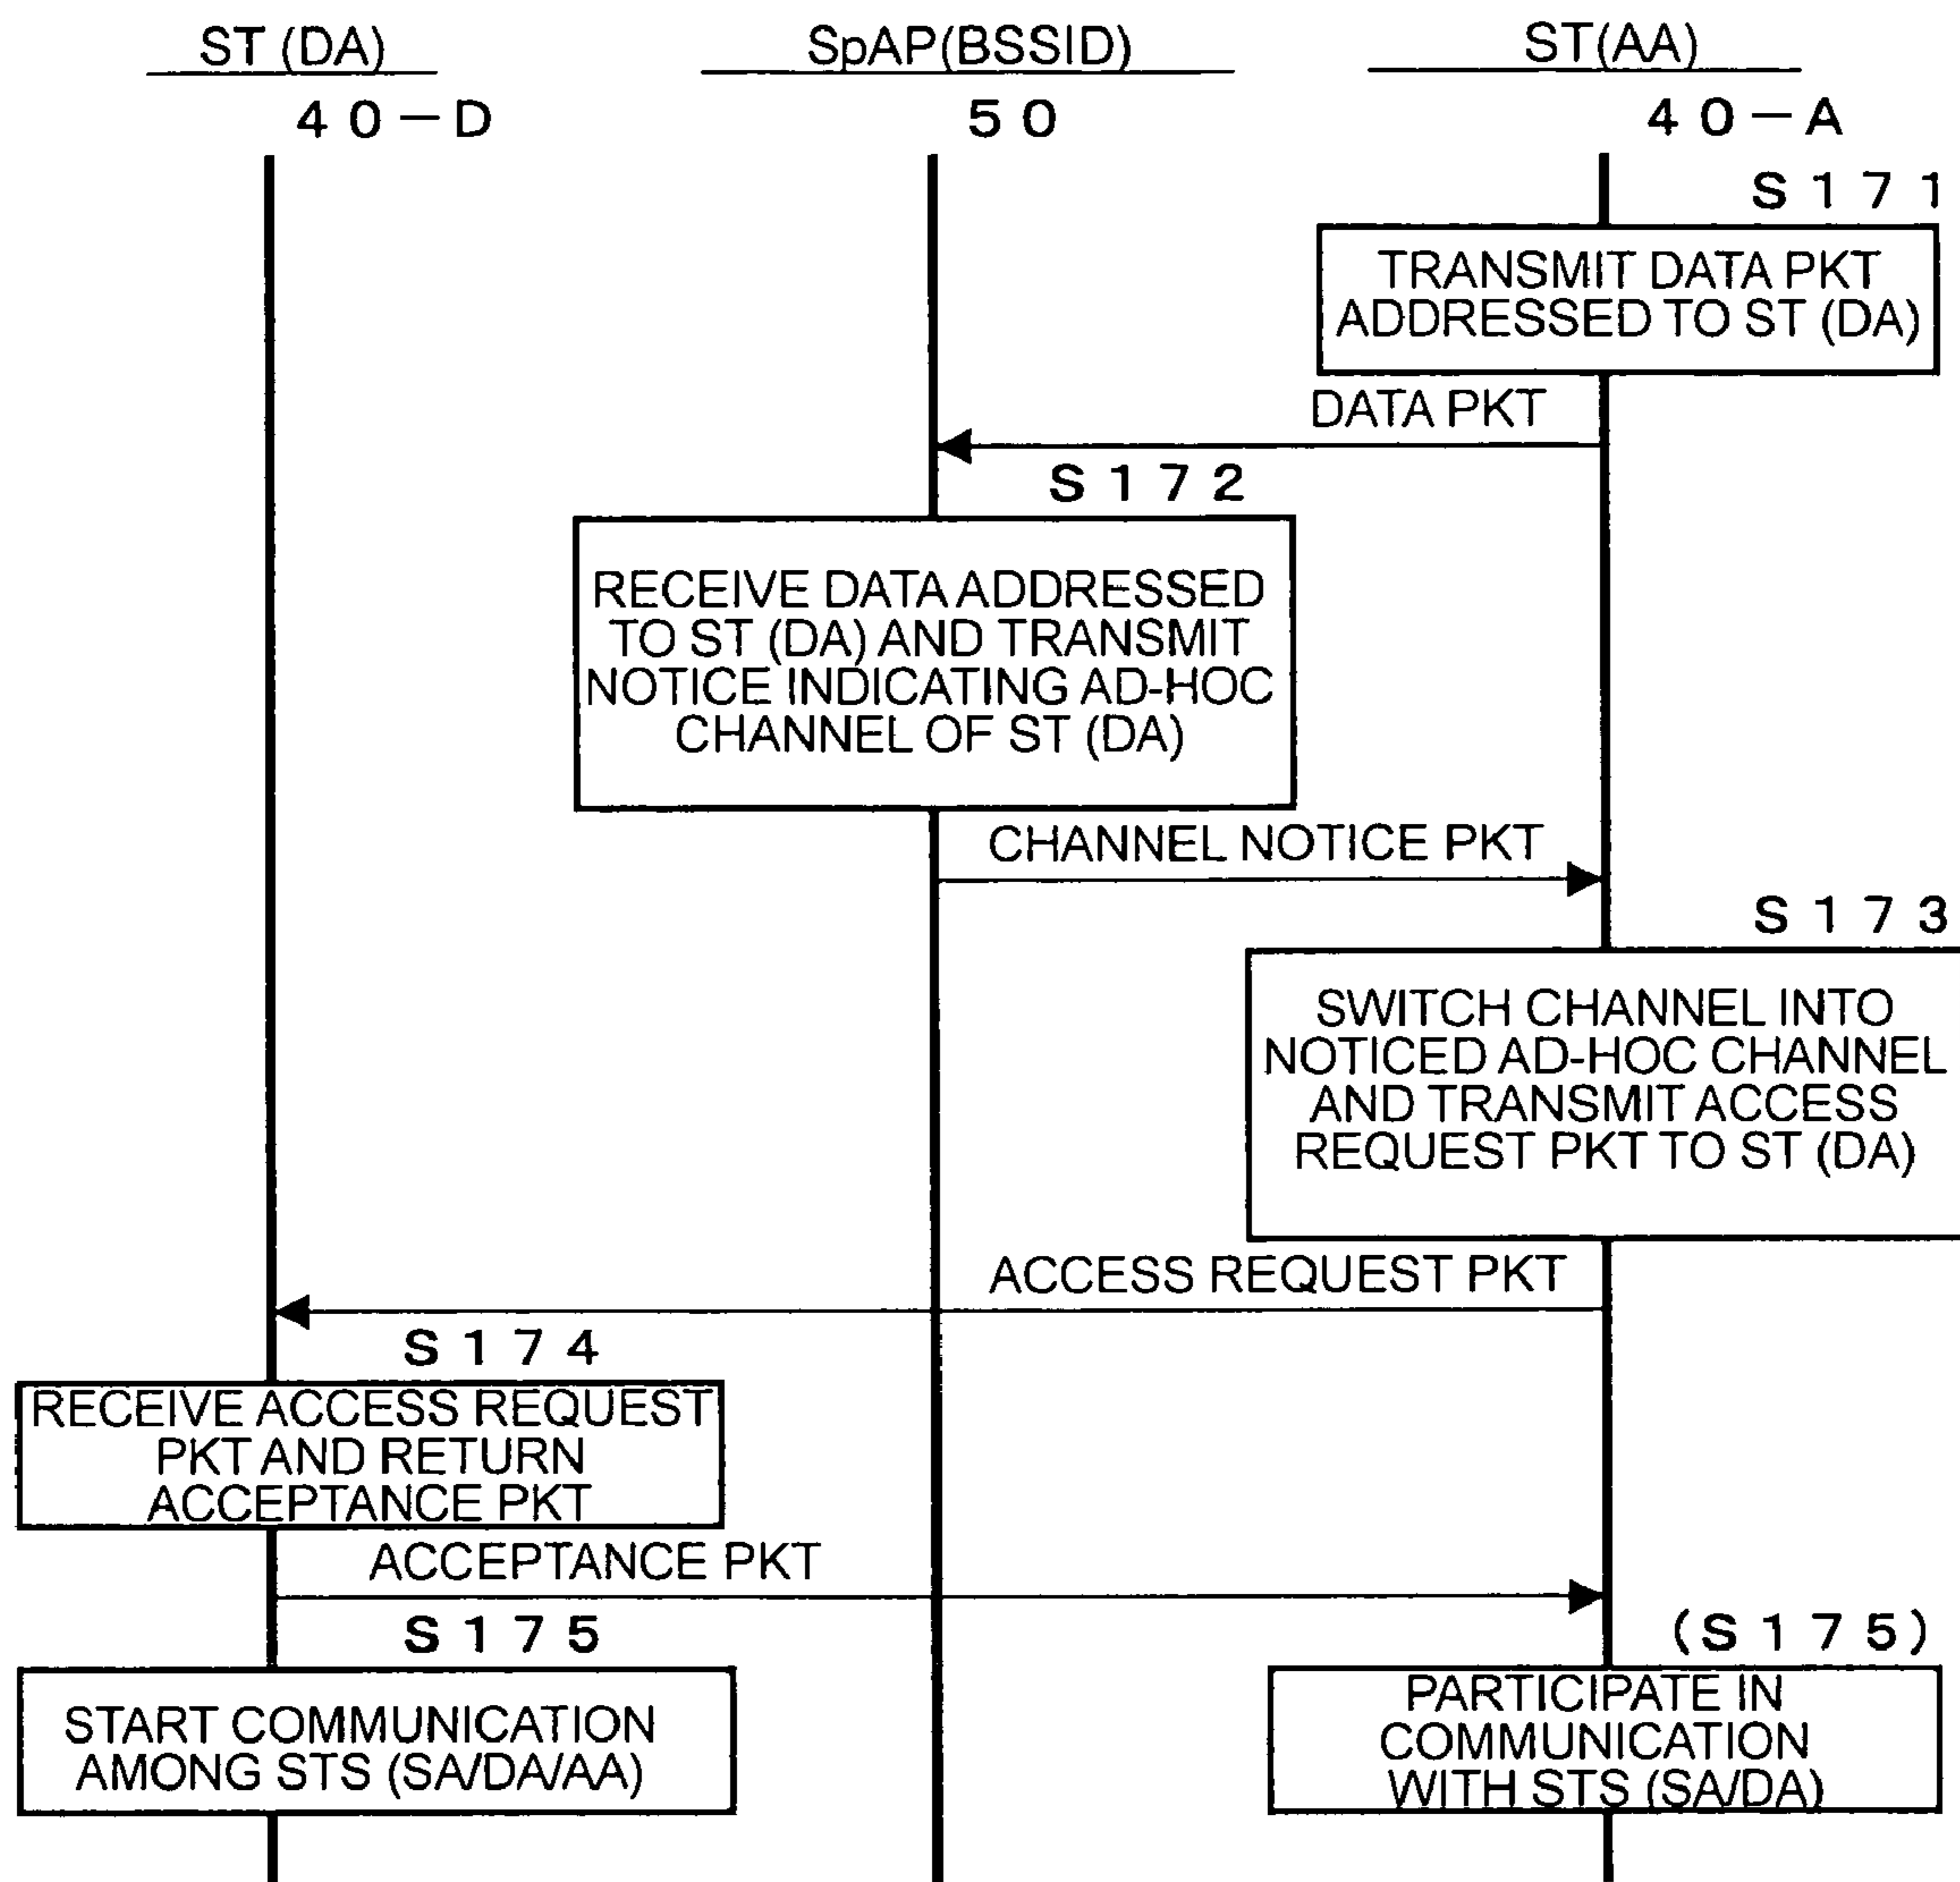 ST (DA)
SpAP(BSSID)
ST(AA)
40-D
50
40-A
S171
TRANSMIT DATA PKT
ADDRESSED TO ST (DA)
DATA PKT
S172
RECEIVE DATA ADDRESSED
TO ST (DA) AND TRANSMIT
NOTICE INDICATING AD-HOC
CHANNEL OF ST (DA)
CHANNEL NOTICE PKT
S173
SWITCH CHANNEL INTO
NOTICED AD-HOC CHANNEL
AND TRANSMIT ACCESS
REQUEST PKT TO ST (DA)
ACCESS REQUEST PKT
S174
RECEIVE ACCESS REQUEST
PKT AND RETURN
ACCEPTANCE PKT
ACCEPTANCE PKT
S175
START COMMUNICATION
AMONG STS (SA/DA/AA)
(S175)
PARTICIPATE IN
COMMUNICATION
WITH STS (SA/DA)